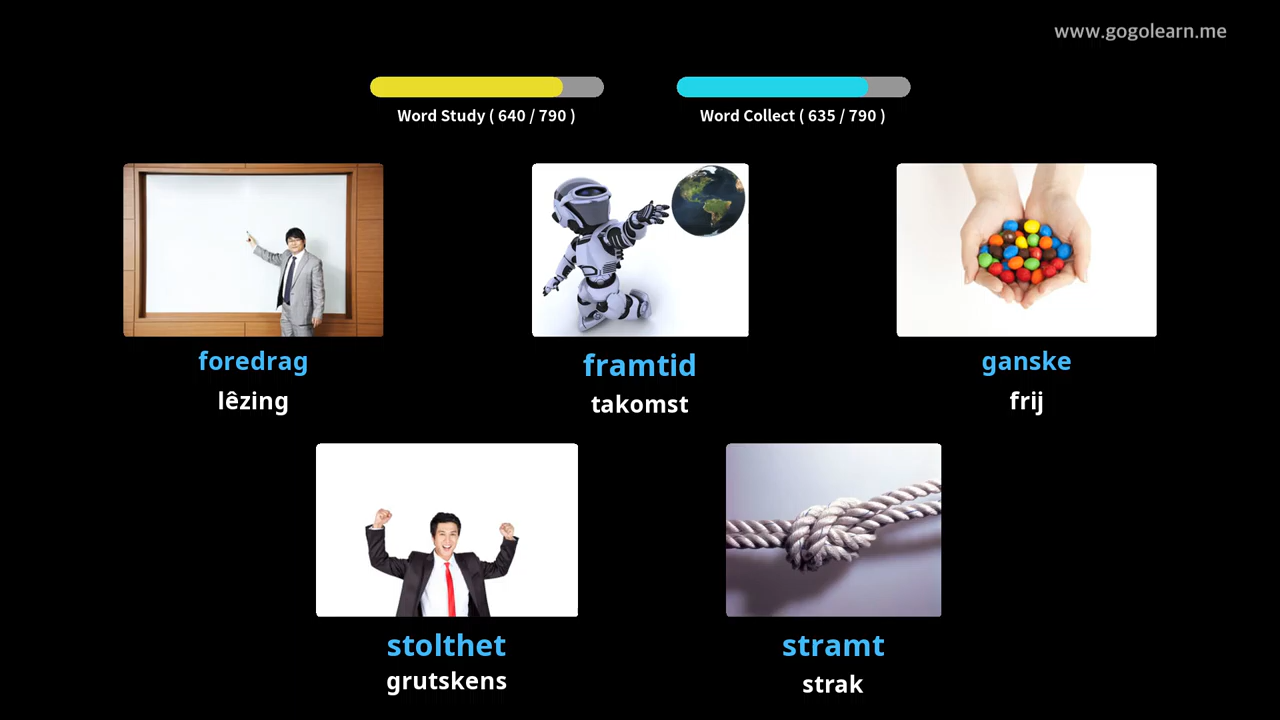 www.gogolearn.me
Word Study ( 640 / 790 )
Word Collect ( 635 / 790 )
foredrag
lêzing
framtid
takomst
ganske
frij
stolthet
grutskens
stramt
strak